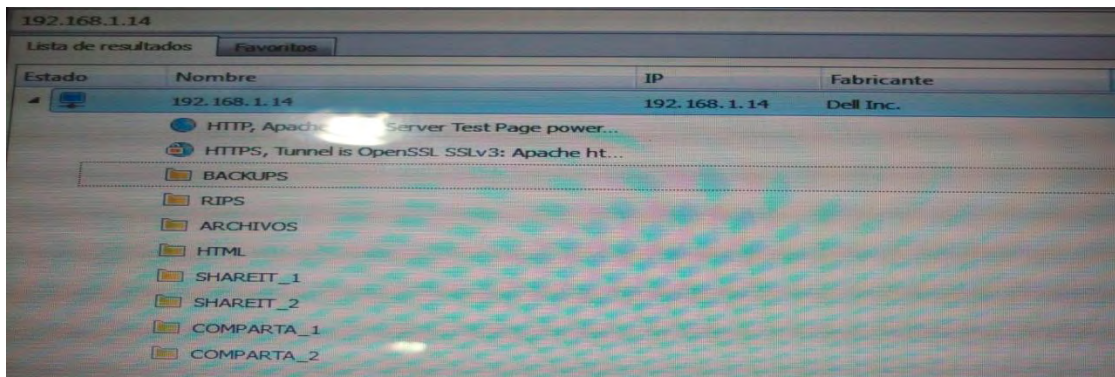 192.168.1.14
Lista de resultados Favoritos
Estado Nombre IP Fabricante
192.168.1.14 192.168.1.14 Dell Inc.
HTTP, Apache Server Test Page power...
HTTPS, Tunnel is OpenSSL SSLv3: Apache ht...
BACKUPS
RIPS
ARCHIVOS
HTML
SHAREIT_1
SHAREIT_2
COMPARTA_1
COMPARTA_2